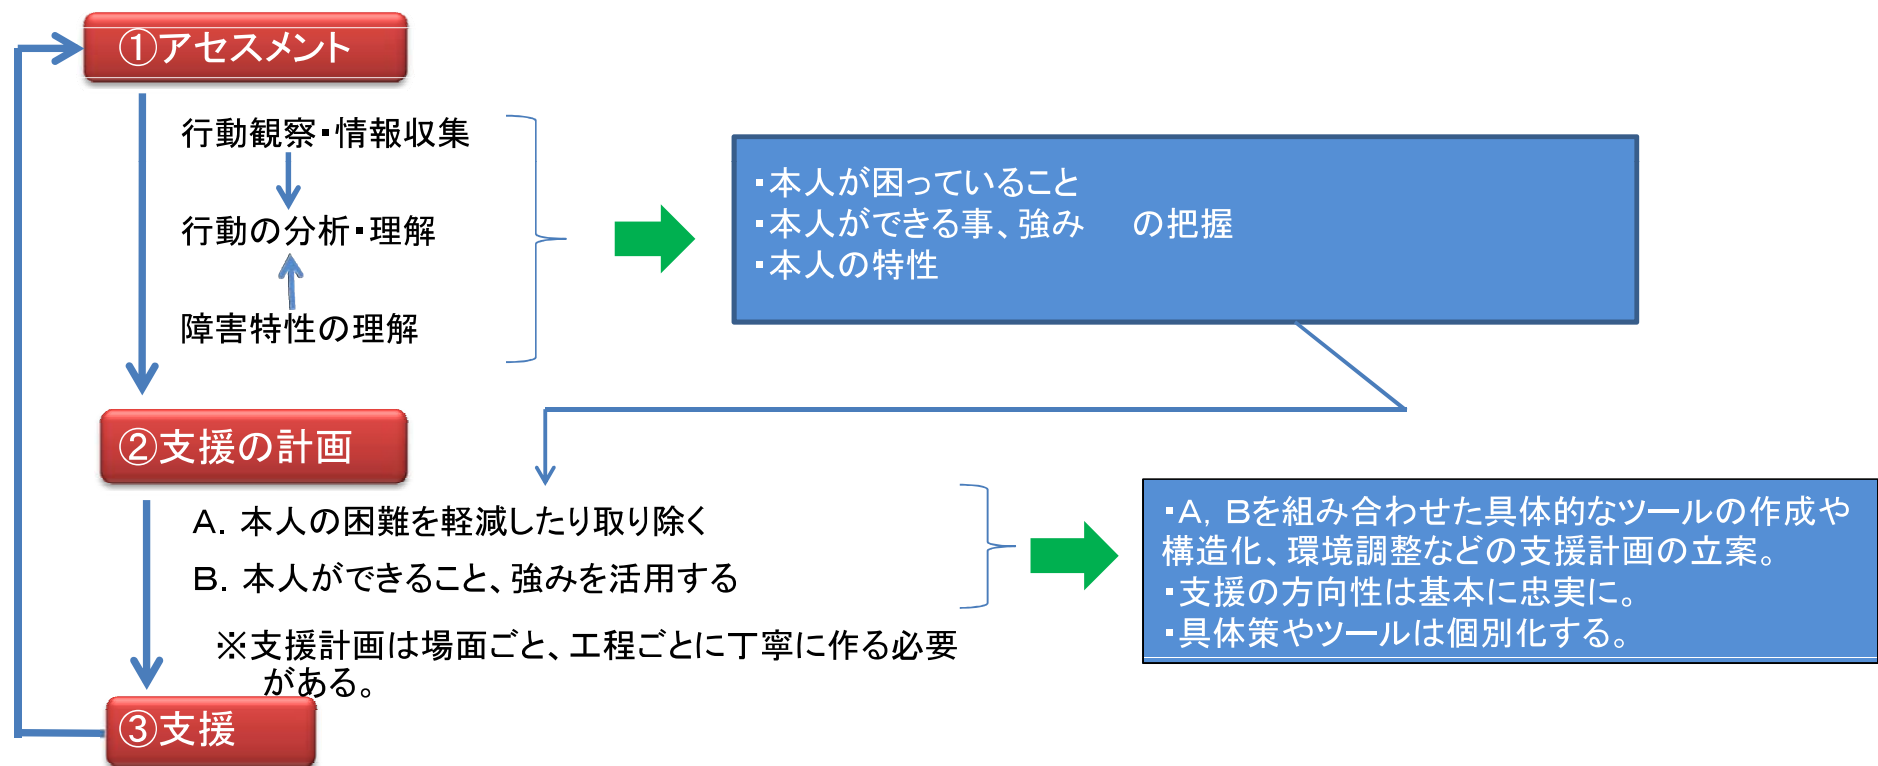 ①アセスメント
行動観察・情報収集
行動の分析・理解
障害特性の理解
・本人が困っていること
・本人ができる事、強み　の把握
・本人の特性
②支援の計画
A. 本人の困難を軽減したり取り除く
B. 本人ができること、強みを活用する
※支援計画は場面ごと、工程ごとに丁寧に作る必要
がある。
・A, Bを組み合わせた具体的なツールの作成や
構造化、環境調整などの支援計画の立案。
・支援の方向性は基本に忠実に。
・具体策やツールは個別化する。
③支援